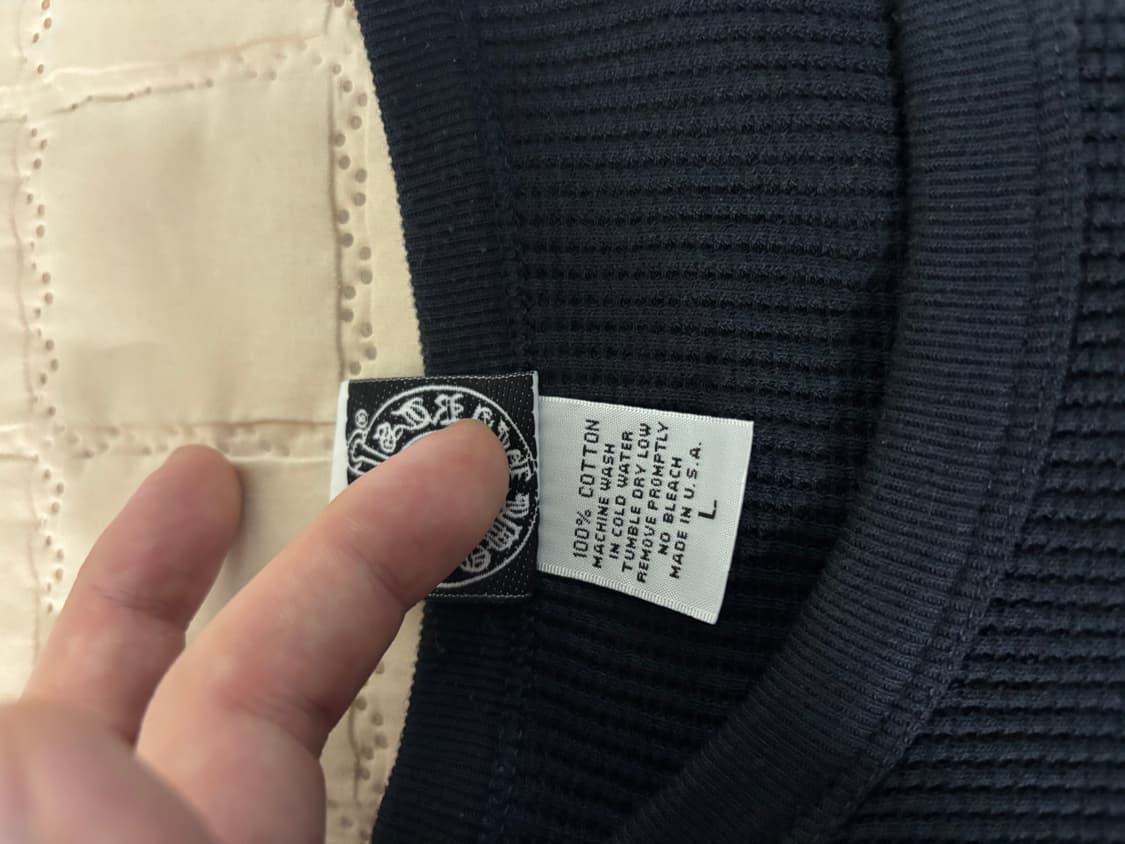 100% COTTON
MACHINE WASH
IN COLD WATER
TUMBLE DRY LOW
REMOVE PROMPTLY
NO BLEACH
MADE IN U.S.A.
L